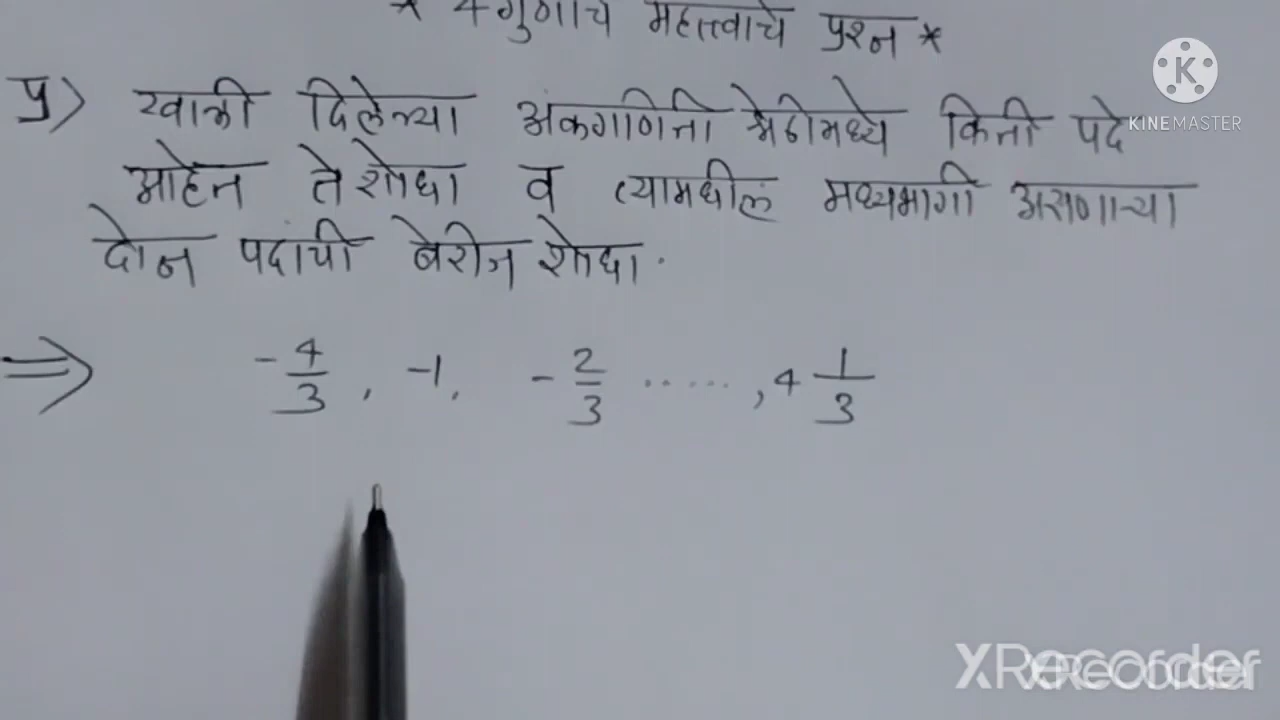 * 4 गुणांचे महत्त्वाचे प्रश्न *
प्र) खाली दिलेल्या अंकगणिती श्रेढीमध्ये किती पदे
आहेत ते शोधा व त्यामधील मध्यभागी असणाऱ्या
दोन पदांची बेरीज शोधा.
⇒ -4/3, -1, -2/3 ......, 4 1/3
KINEMASTER
XRecorder